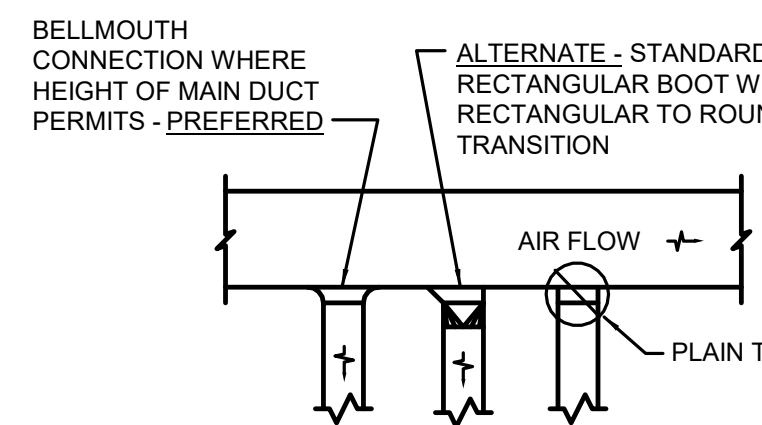 BELLMOUTH
CONNECTION WHERE
HEIGHT OF MAIN DUCT
PERMITS - PREFERRED
ALTERNATE - STANDARD
RECTANGULAR BOOT W
RECTANGULAR TO ROUN
TRANSITION
AIR FLOW
PLAIN T